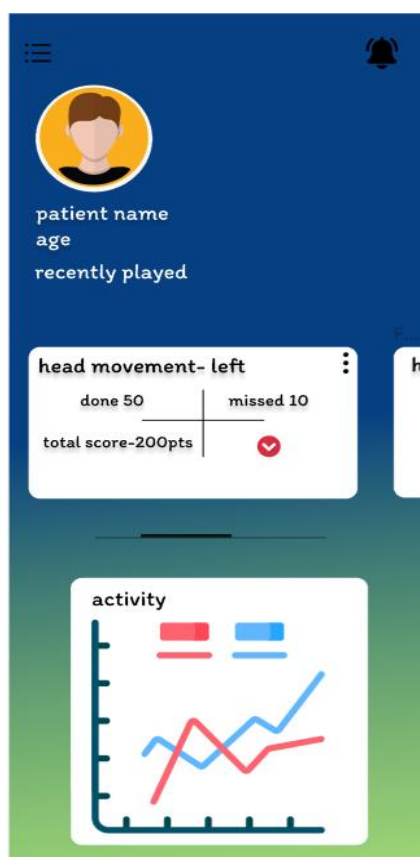 patient name
age
recently played
F...
head movement- left
h
done 50
missed 10
total score-200pts
activity